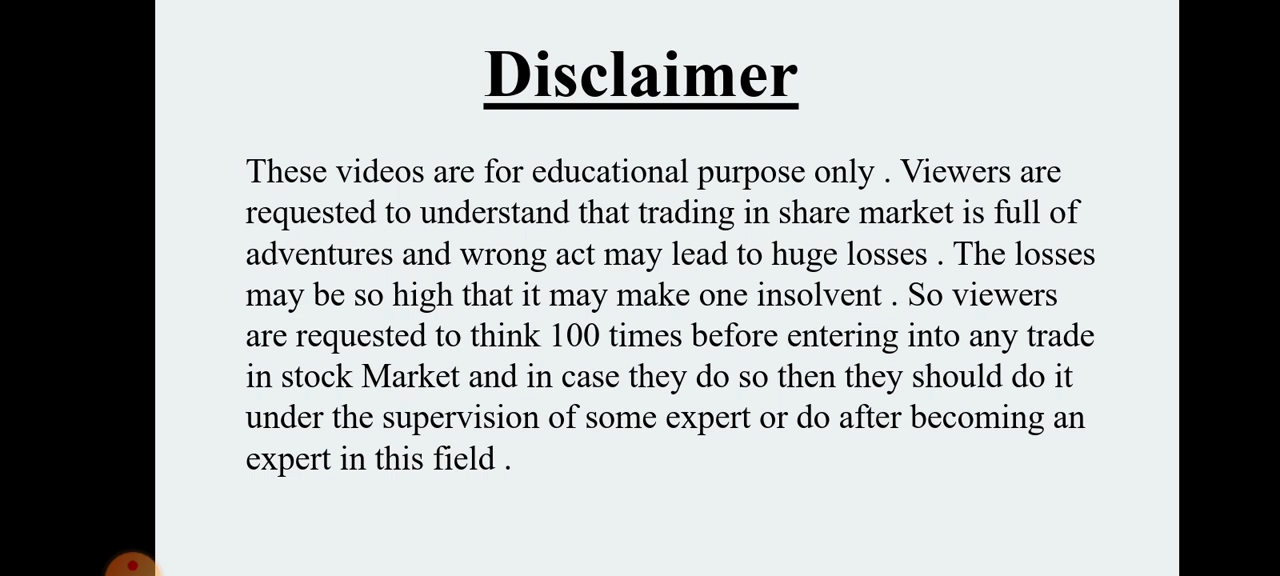 Disclaimer
These videos are for educational purpose only . Viewers are
requested to understand that trading in share market is full of
adventures and wrong act may lead to huge losses . The losses
may be so high that it may make one insolvent . So viewers
are requested to think 100 times before entering into any trade
in stock Market and in case they do so then they should do it
under the supervision of some expert or do after becoming an
expert in this field .